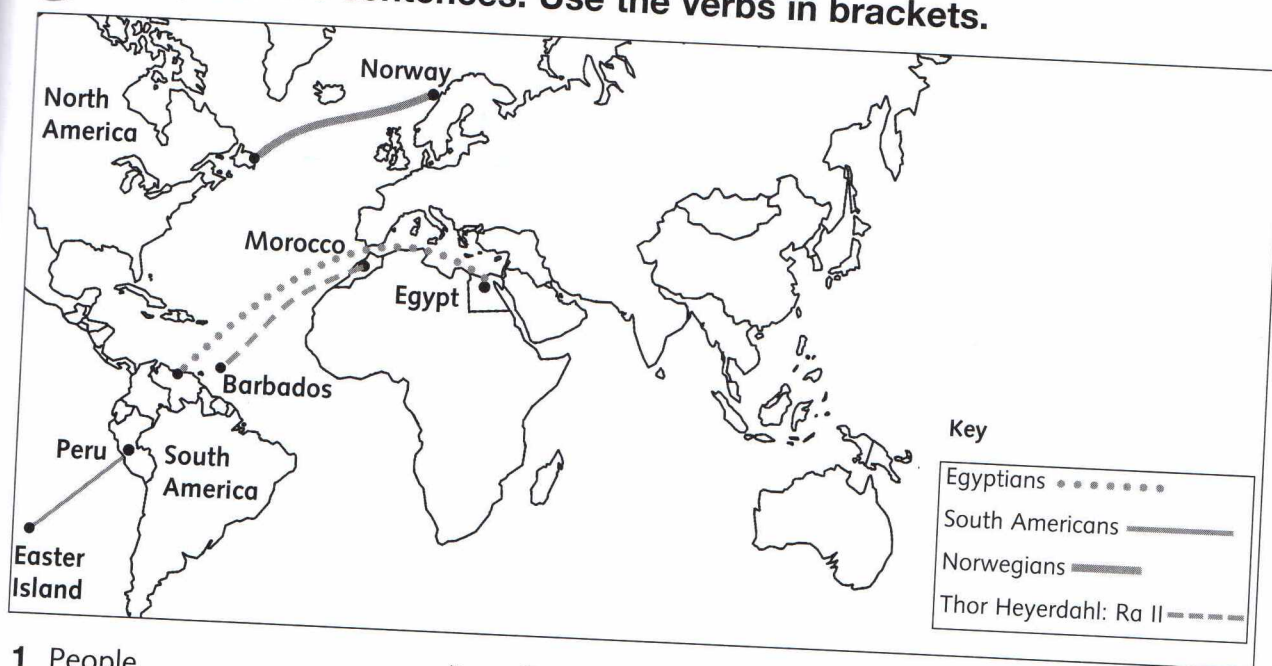 sentences. Use the verbs in brackets.
Norway
North
America
Morocco
Egypt
Barbados
Peru
South
America
Easter
Island
Key
Egyptians
South Americans
Norwegians
Thor Heyerdahl: Ra II
1 People